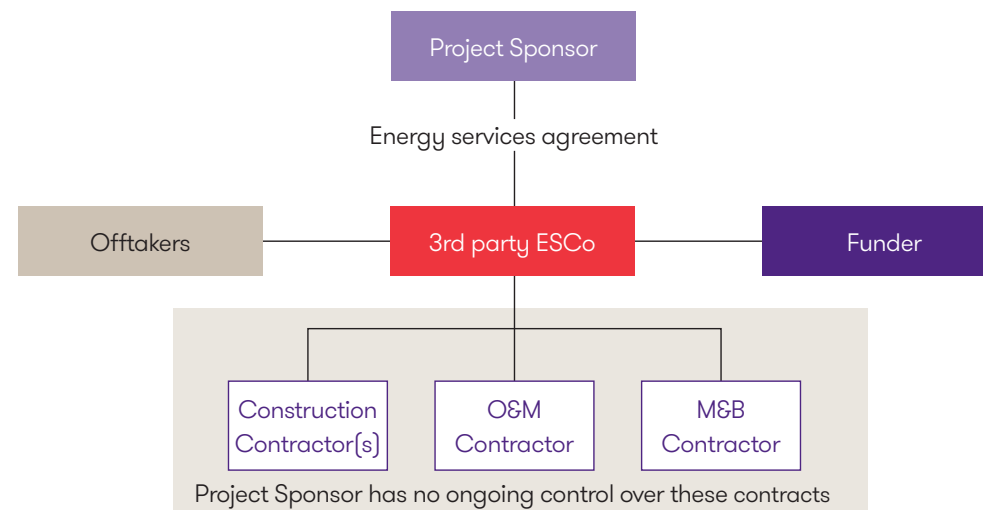 Project Sponsor
Energy services agreement
Offtakers
3rd party ESCo
Funder
Construction
Contractor(s)
O&M
Contractor
M&B
Contractor
Project Sponsor has no ongoing control over these contracts